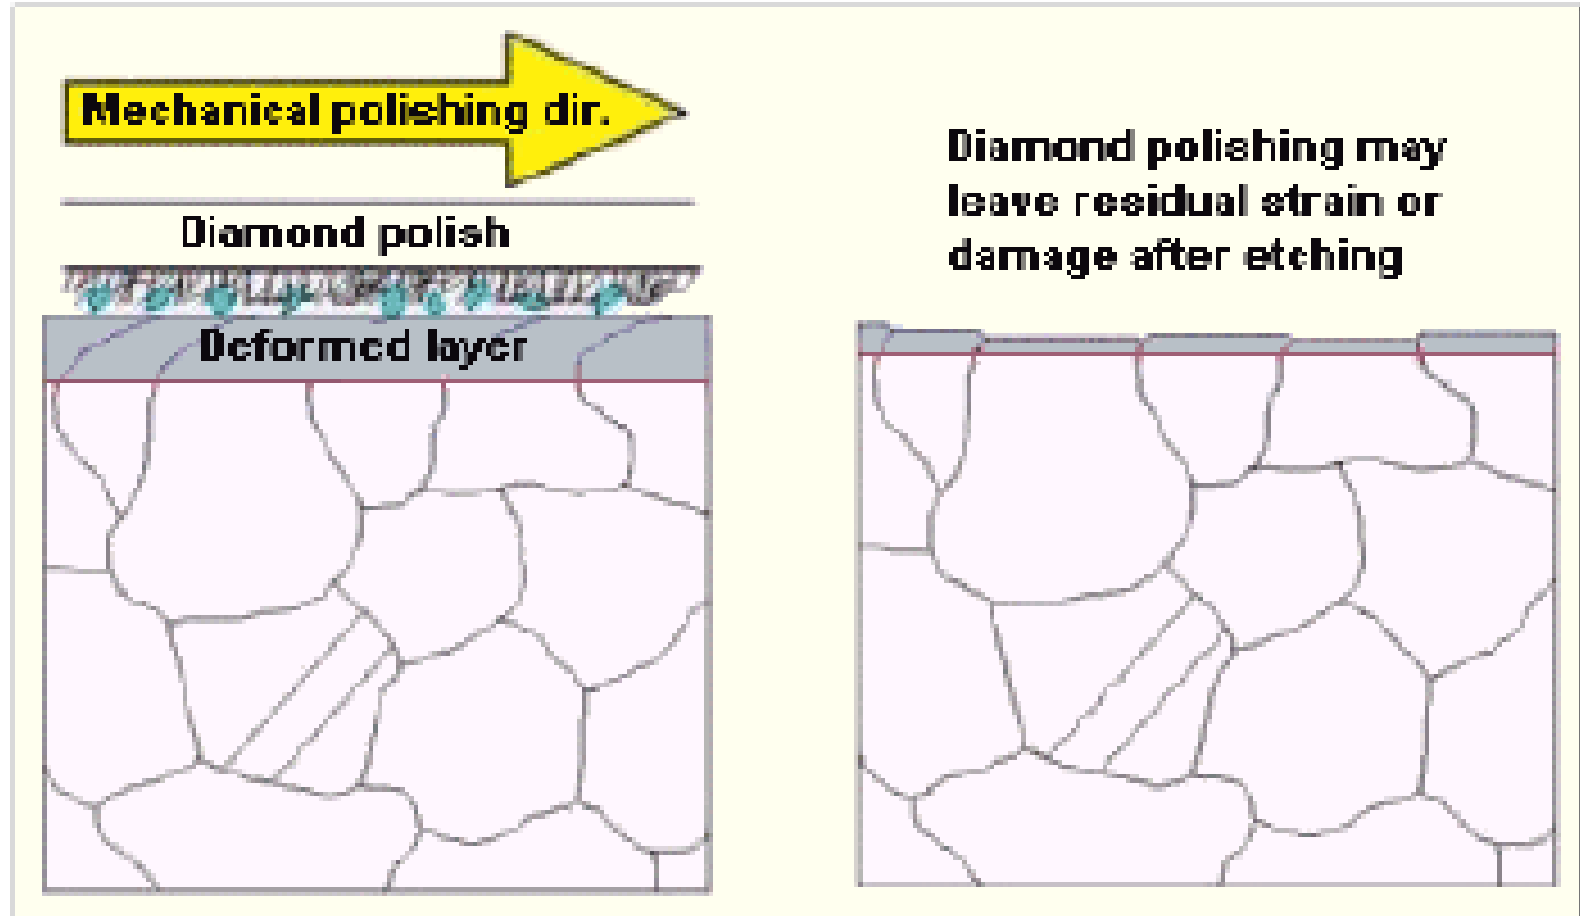 Mechanical polishing dir.
Diamond polish
Deformed layer
Diamond polishing may
leave residual strain or
damage after etching